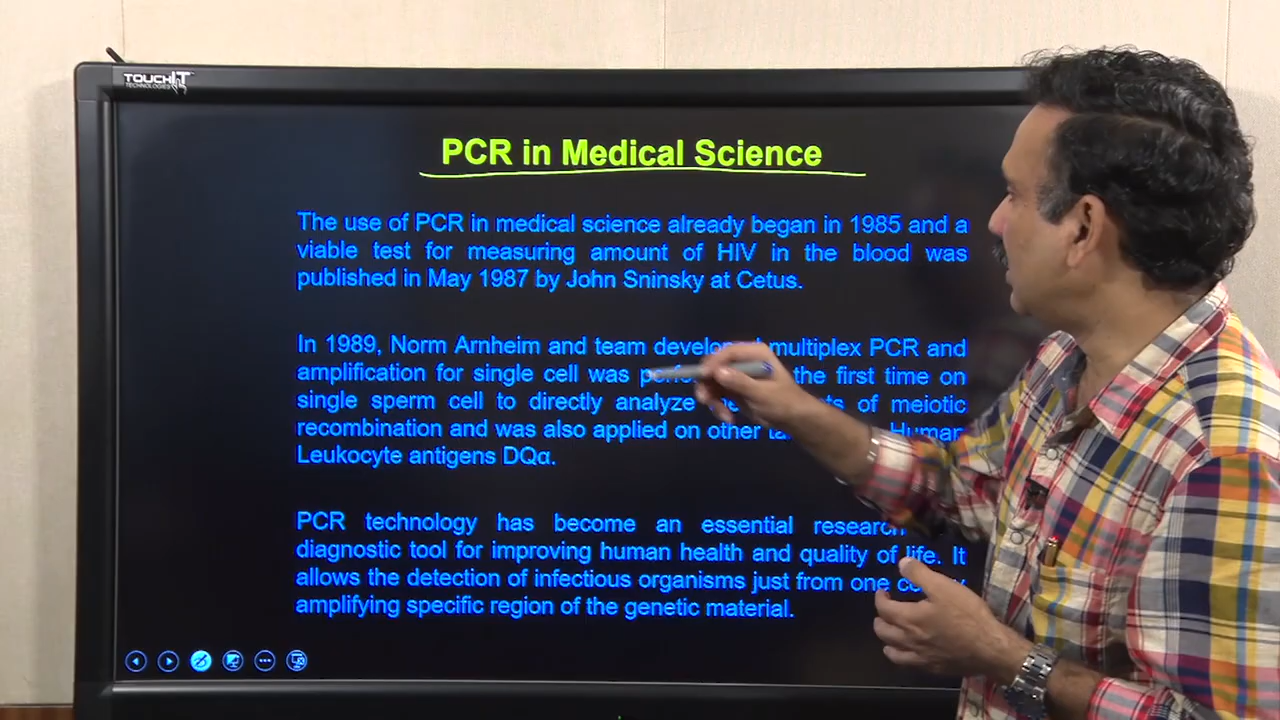 TOUCHIT
TECHNOLOGIES
PCR in Medical Science
The use of PCR in medical science already began in 1985 and a
viable test for measuring amount of HIV in the blood was
published in May 1987 by John Sninsky at Cetus.
In 1989, Norm Arnheim and team multiplex PCR and
amplification for single cell was the first time on
single sperm cell to directly analyze of meiotic
recombination and was also applied on other Human
Leukocyte antigens DQα.
PCR technology has become an essential research
diagnostic tool for improving human health and quality of life. It
allows the detection of infectious organisms just from one
amplifying specific region of the genetic material.